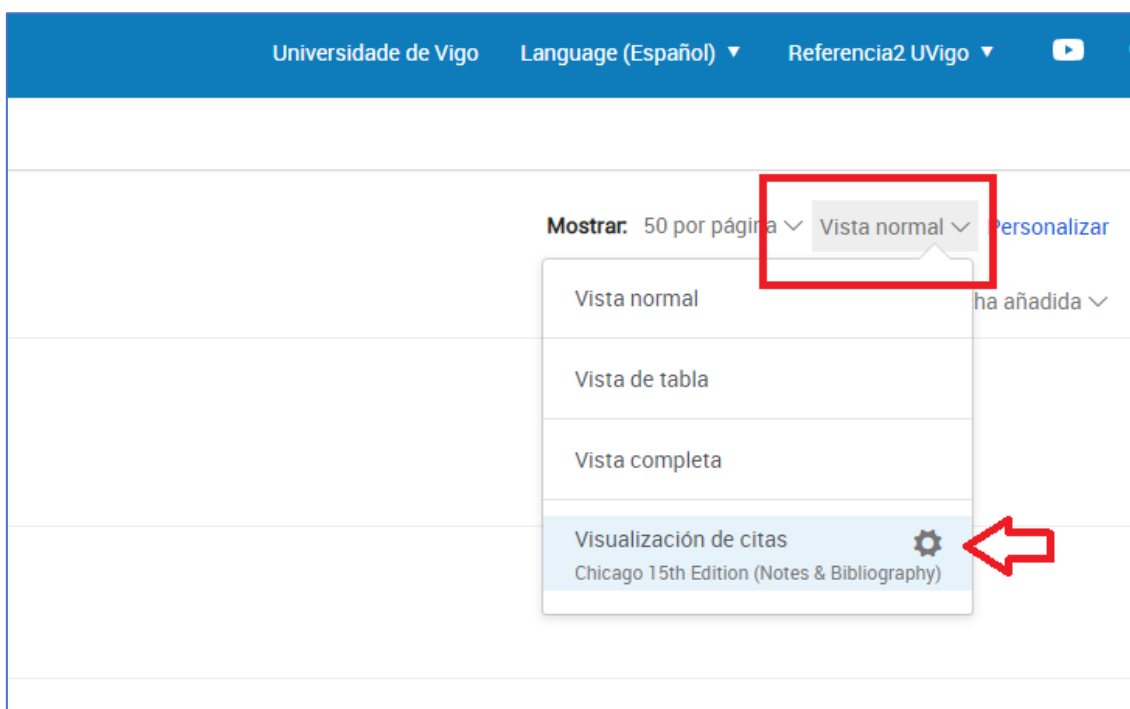 Universidade de Vigo Language (Español) Referencia2 UVigo
Mostrar: 50 por página Vista normal Personalizar
Vista normal
ha añadida
Vista de tabla
Vista completa
Visualización de citas
Chicago 15th Edition (Notes & Bibliography)